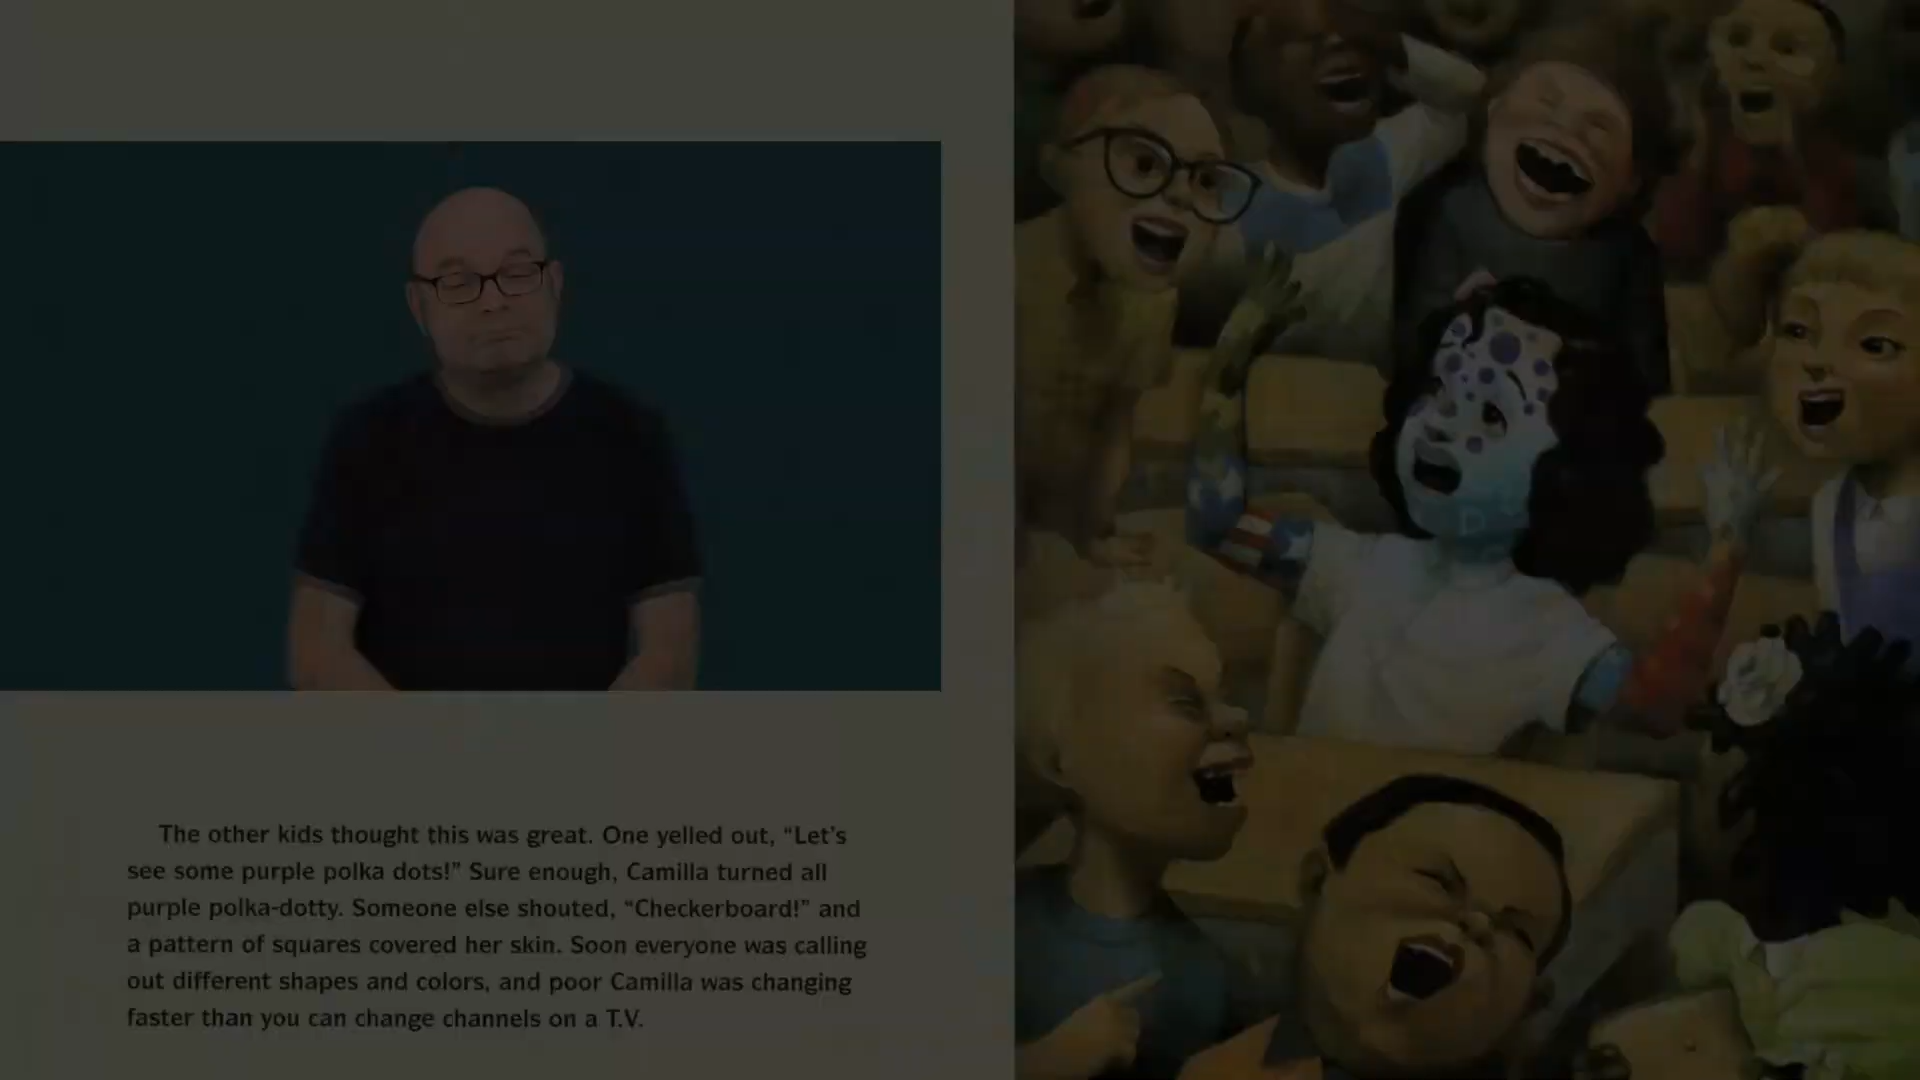 The other kids thought this was great. One yelled out, “Let’s
see some purple polka dots!” Sure enough, Camilla turned all
purple polka-dotty. Someone else shouted, “Checkerboard!” and
a pattern of squares covered her skin. Soon everyone was calling
out different shapes and colors, and poor Camilla was changing
faster than you can change channels on a T.V.